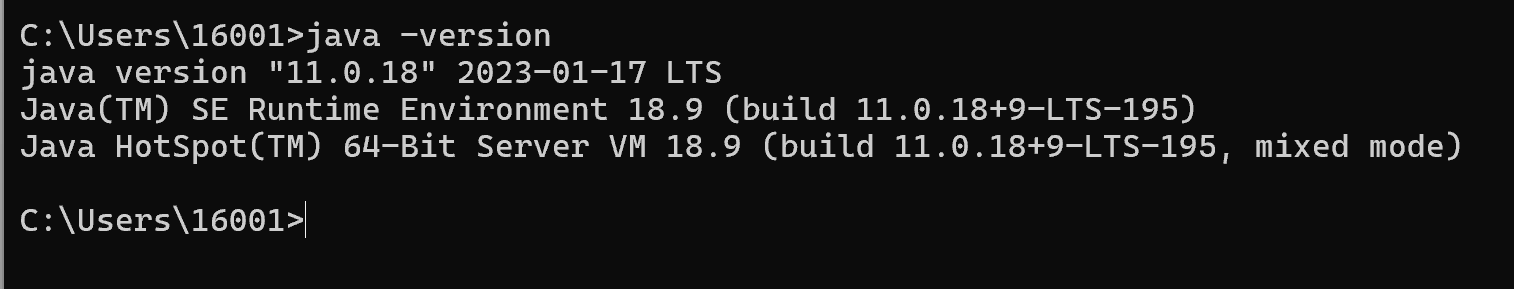 C:\Users\16001>java -version
java version "11.0.18" 2023-01-17 LTS
Java(TM) SE Runtime Environment 18.9 (build 11.0.18+9-LTS-195)
Java HotSpot(TM) 64-Bit Server VM 18.9 (build 11.0.18+9-LTS-195, mixed mode)
C:\Users\16001>